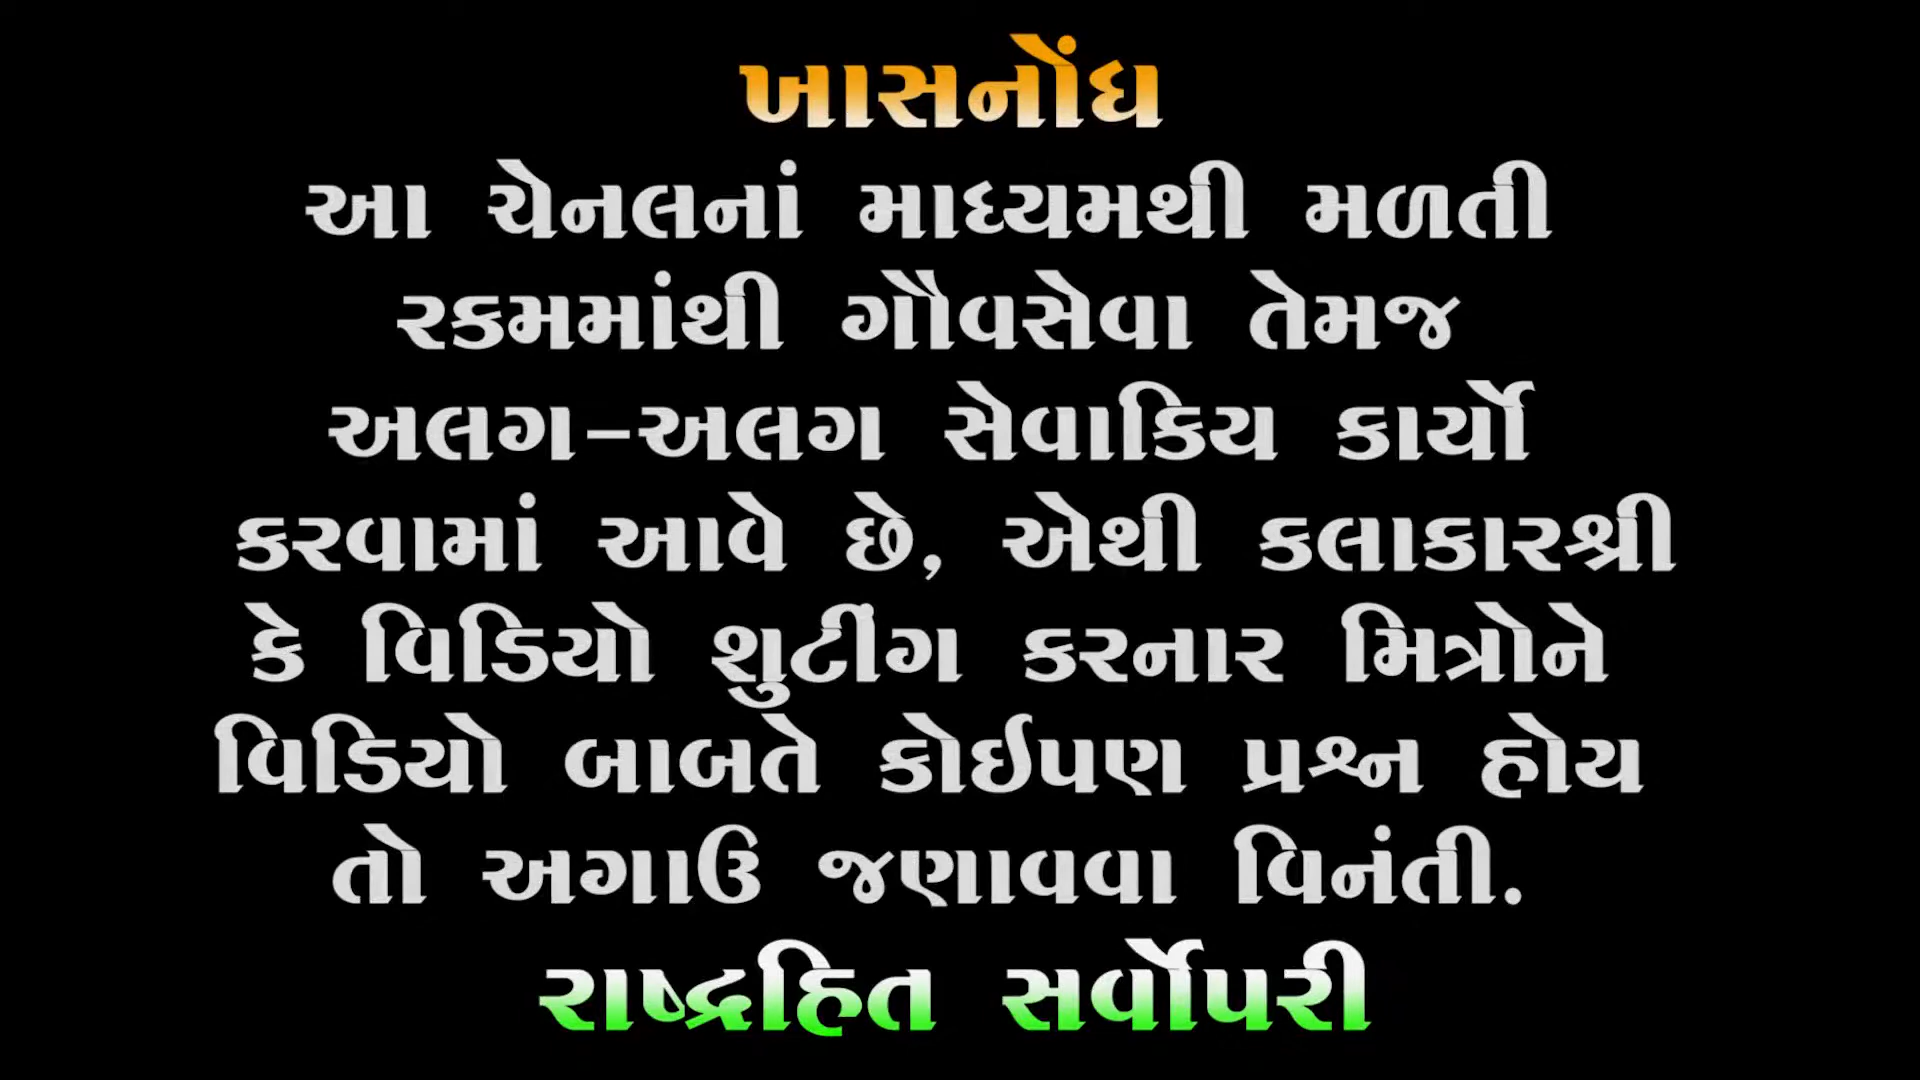 ખાસનોંધ
આ ચેનલનાં માધ્યમથી મળતી
રકમમાંથી ગૌવસેવા તેમજ
અલગ-અલગ સેવાકિય કાર્યો
કરવામાં આવે છે, એથી કલાકારશ્રી
કે વિડિયો શુટીંગ કરનાર મિત્રોને
વિડિયો બાબતે કોઈપણ પ્રશ્ન હોય
તો અગાઉ જણાવવા વિનંતી.
રાષ્ટ્રહિત સર્વોપરી